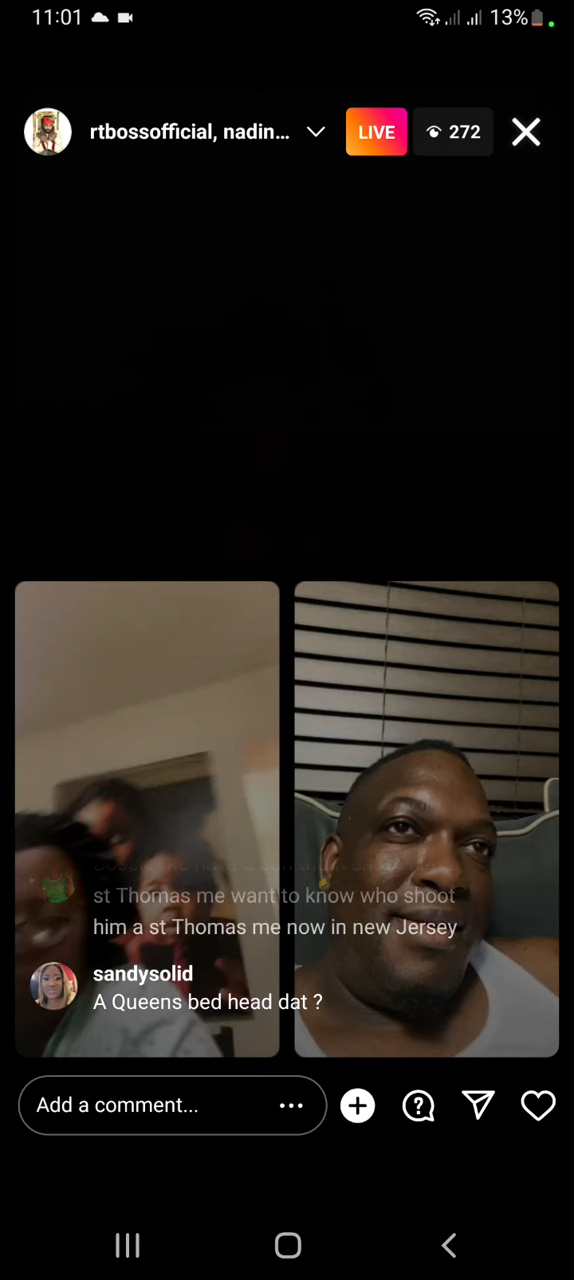 11:01
13%
rtbossofficial, nadin...
LIVE
272
st Thomas me want to know who shoot
him a st Thomas me now in new Jersey
sandysolid
A Queens bed head dat ?
Add a comment...